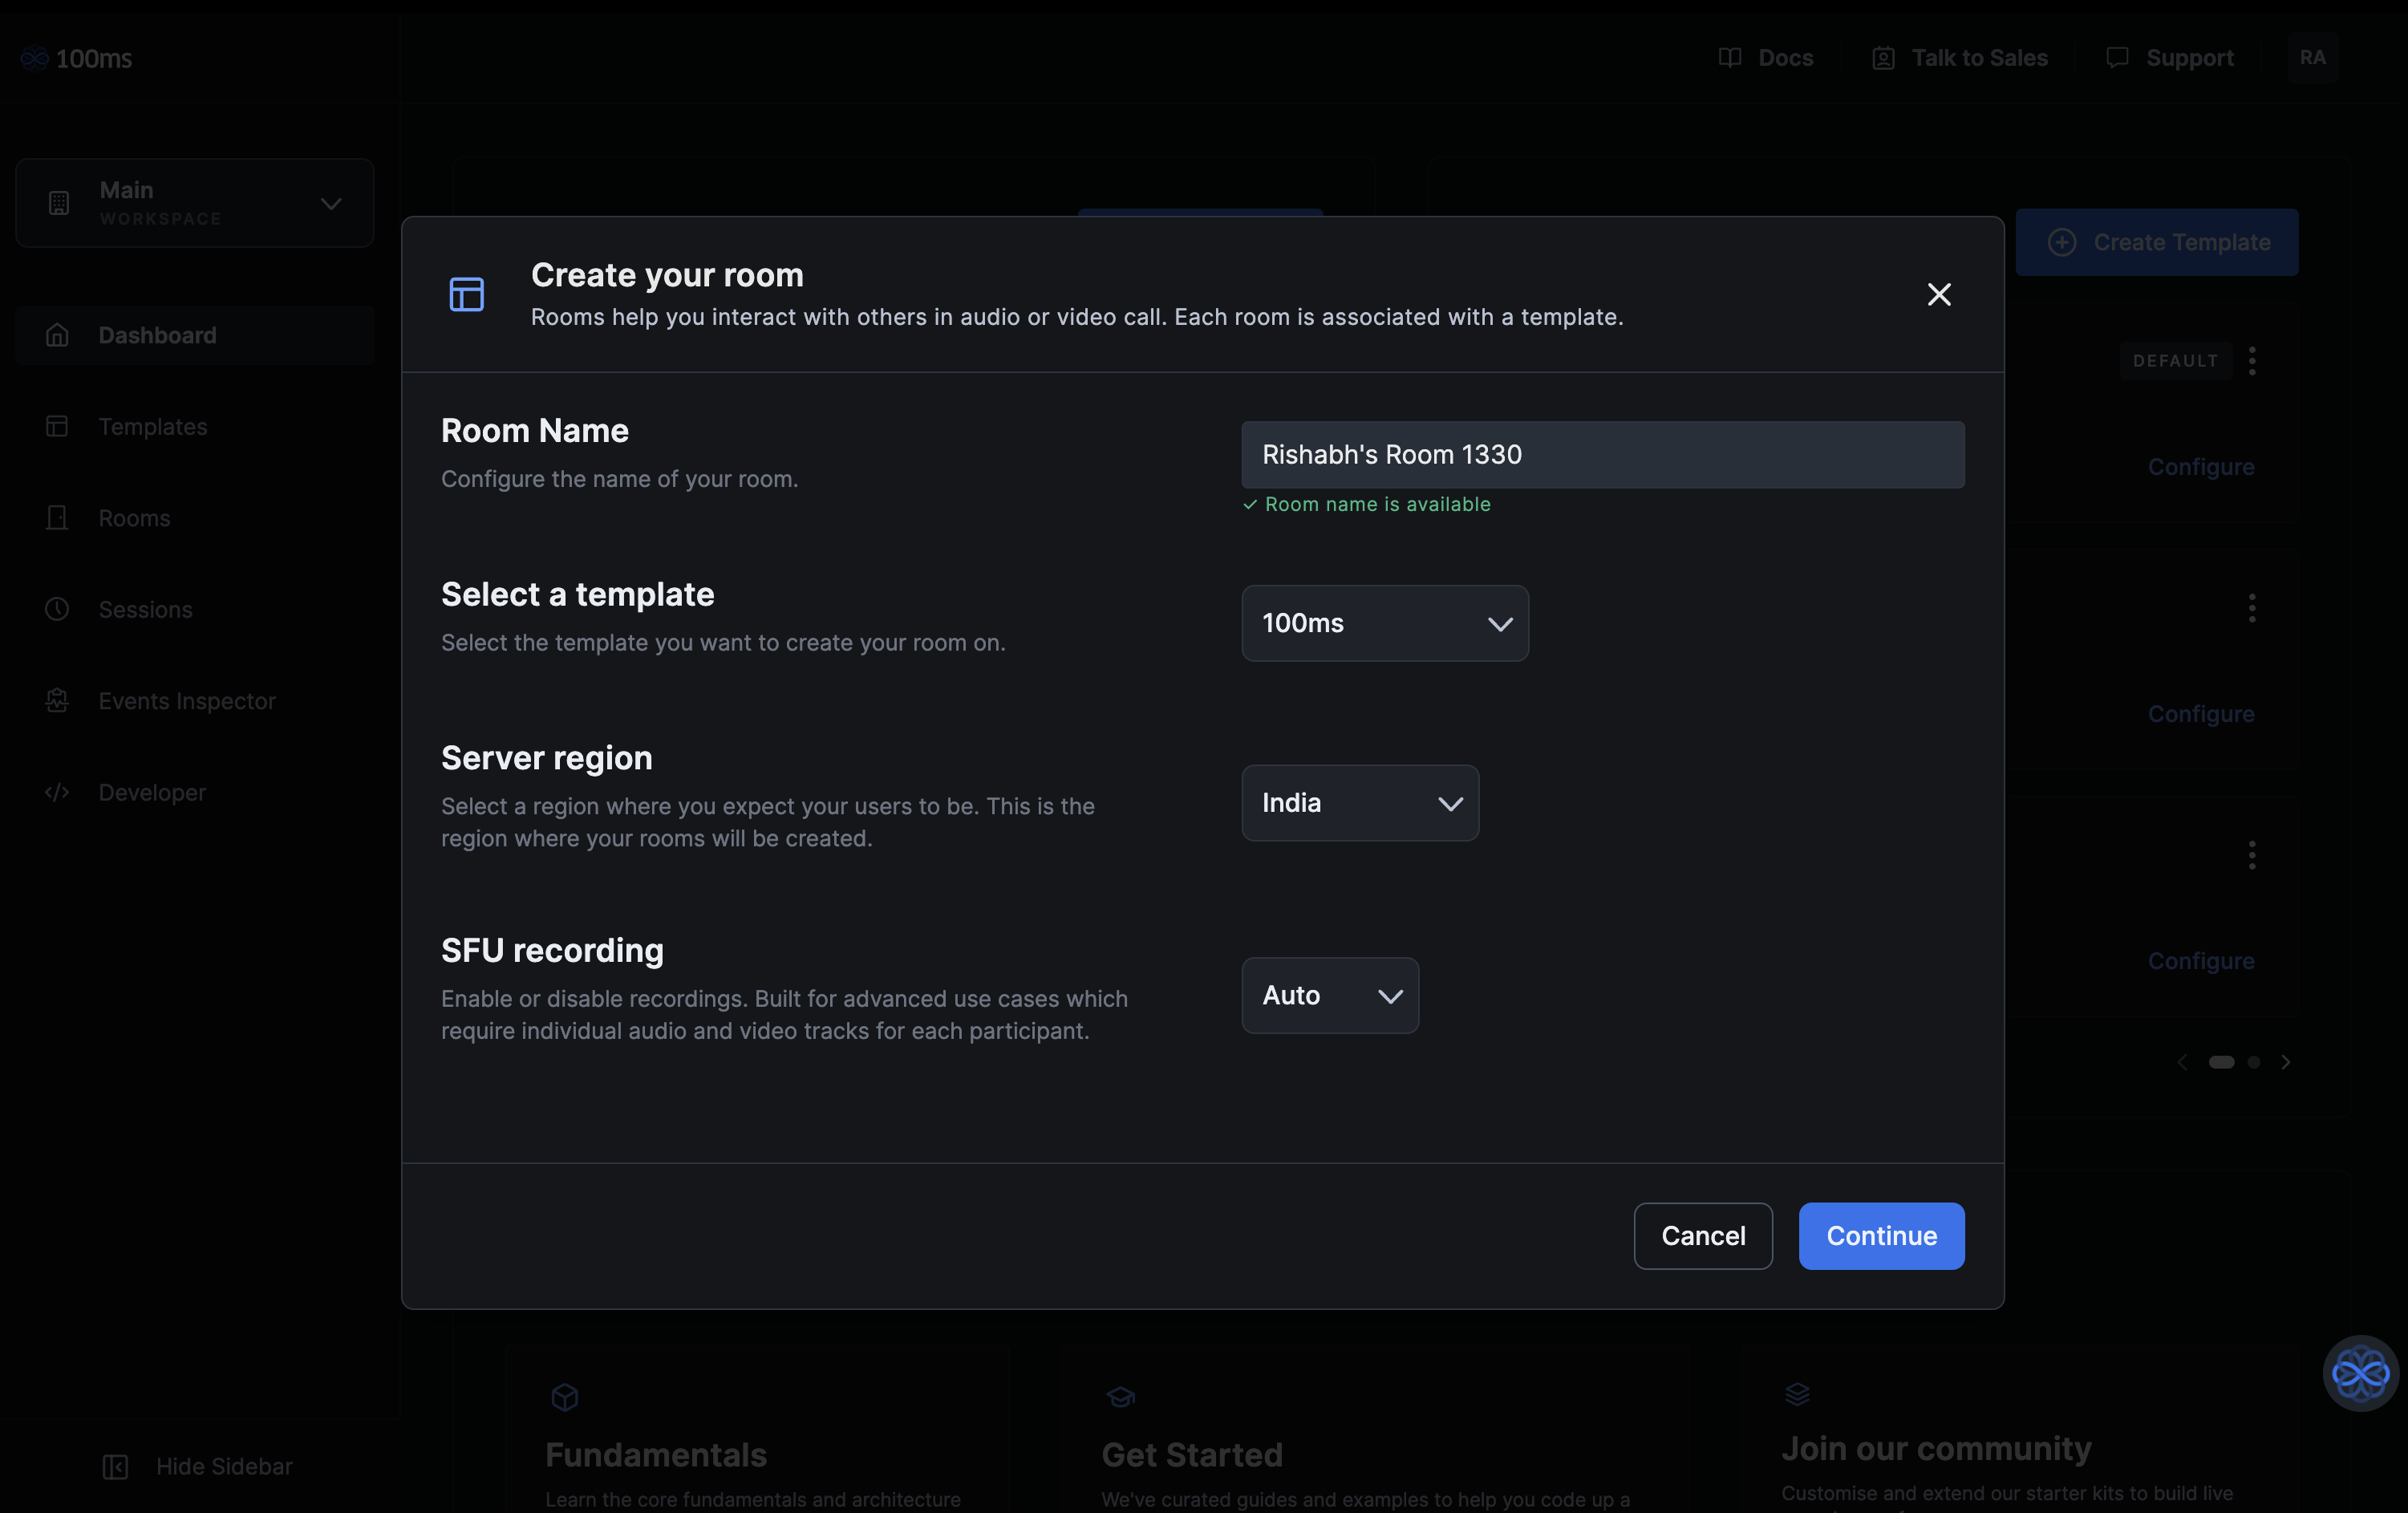 100ms
Docs
Talk to Sales
Support
RA
Main
WORKSPACE
Dashboard
Templates
Rooms
Sessions
Events Inspector
Developer
Hide Sidebar
Create Template
DEFAULT
Configure
Configure
Configure
Create your room
Rooms help you interact with others in audio or video call. Each room is associated with a template.
Room Name
Configure the name of your room.
Rishabh's Room 1330
Room name is available
Select a template
Select the template you want to create your room on.
100ms
Server region
Select a region where you expect your users to be. This is the
region where your rooms will be created.
India
SFU recording
Enable or disable recordings. Built for advanced use cases which
require individual audio and video tracks for each participant.
Auto
Cancel
Continue
Fundamentals
Learn the core fundamentals and architecture
Get Started
We've curated guides and examples to help you code up a
Join our community
Customise and extend our starter kits to build live